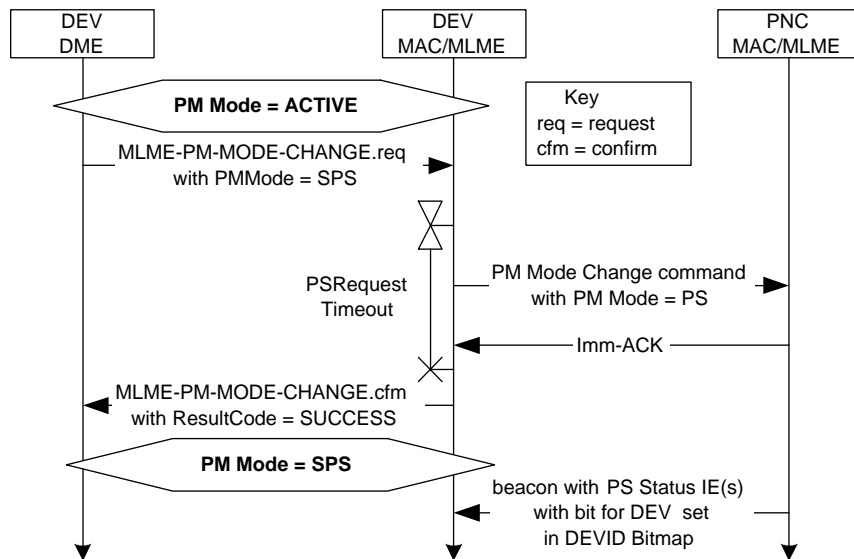 DEV
DME
DEV
MAC/MLME
PNC
MAC/MLME
PM Mode = ACTIVE
Key
req = request
cfm = confirm
MLME-PM-MODE-CHANGE.req
with PMMode = SPS
PSRequest
Timeout
PM Mode Change command
with PM Mode = PS
Imm-ACK
MLME-PM-MODE-CHANGE.cfm
with ResultCode = SUCCESS
PM Mode = SPS
beacon with PS Status IE(s)
with bit for DEV set
in DEVID Bitmap